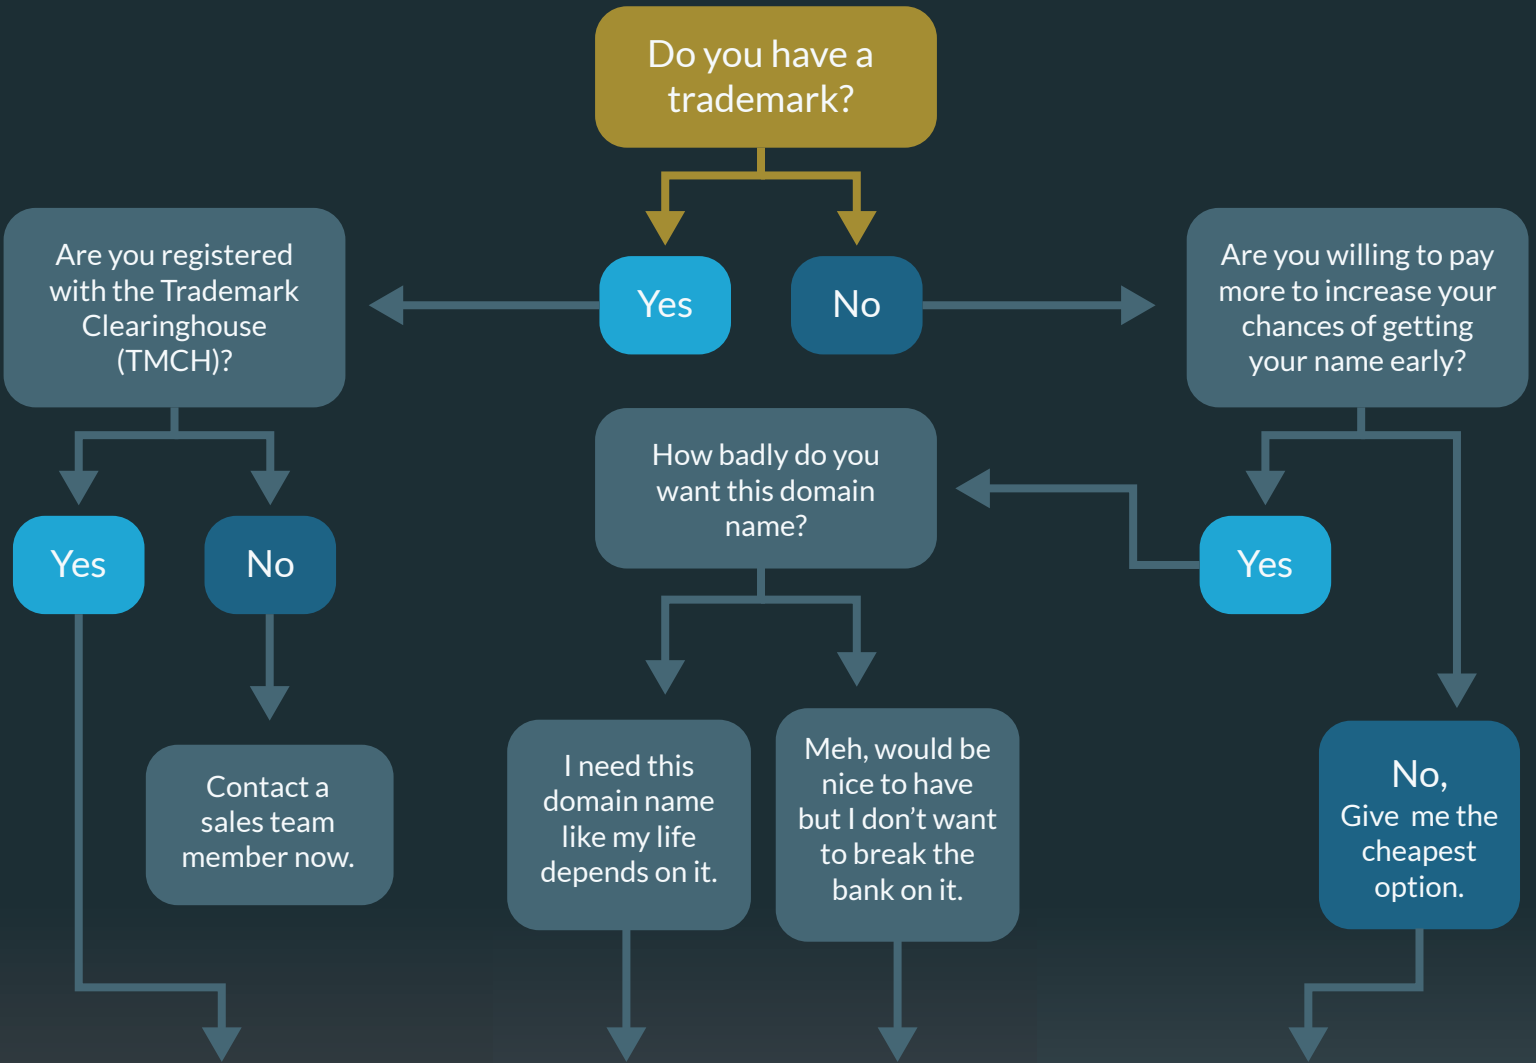 Do you have a
trademark?
Yes
No
Are you registered
with the Trademark
Clearinghouse
(TMCH)?
Are you willing to pay
more to increase your
chances of getting
your name early?
How badly do you
want this domain
name?
Yes
No
Yes
Contact a
sales team
member now.
I need this
domain name
like my life
depends on it.
Meh, would be
nice to have
but I don’t want
to break the
bank on it.
No,
Give  me the
cheapest
option.